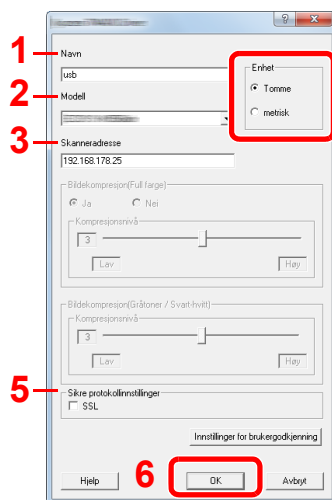 1
Navn
usb
Enhet
Tomme
metrisk
2
Modell
3
Skanneradresse
192.168.178.25
Bildekompresjon(Full farge)
Ja Nei
Kompresjonsnivå
3
Lav Høy
Bildekompresjon(Gråtoner / Svart-hvitt)
Kompresjonsnivå
3
Lav Høy
5
Sikre protokollinnstillinger
SSL
Innstillinger for brukergodkjenning
6
Hjelp OK Avbryt